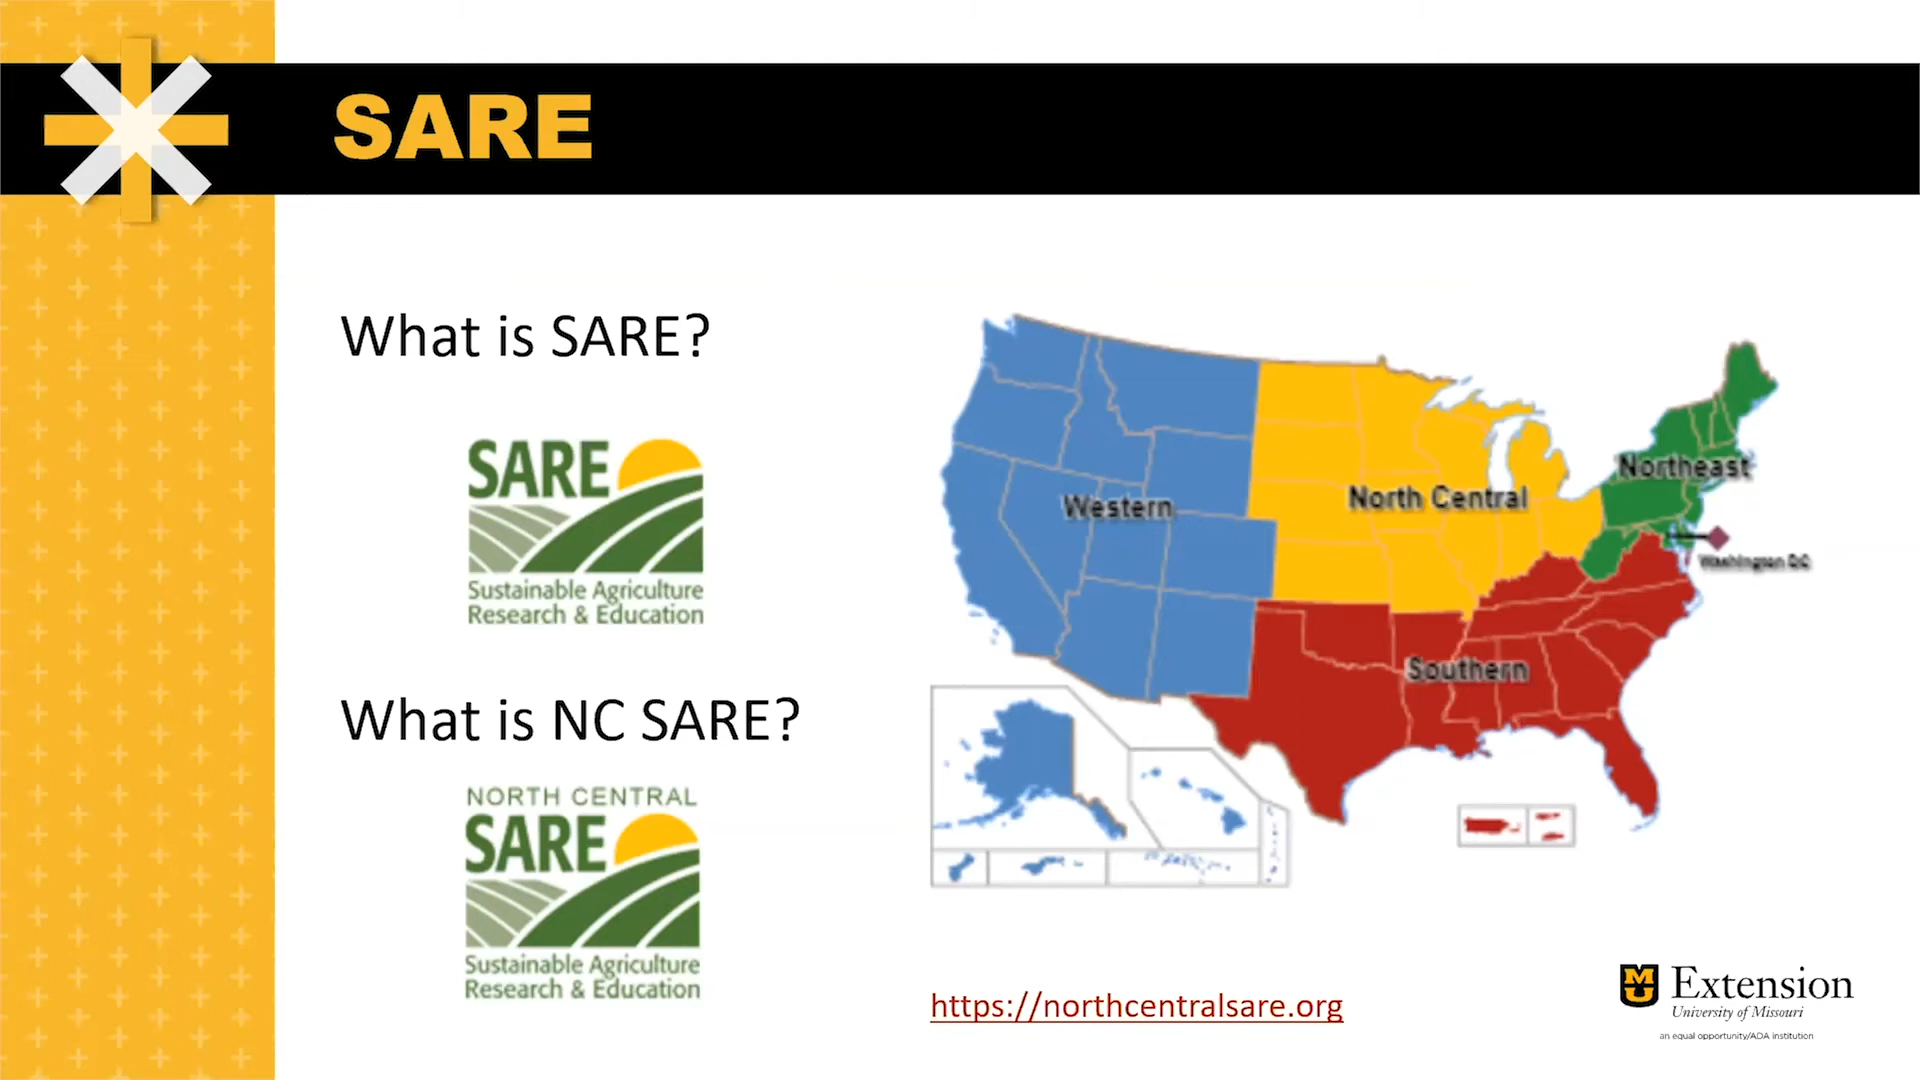 SARE
What is SARE?
SARE
Sustainable Agriculture
Research & Education
What is NC SARE?
NORTH CENTRAL
SARE
Sustainable Agriculture
Research & Education
Western
North Central
Northeast
Washington DC
Southern
https://northcentralsare.org
MU
Extension
University of Missouri
an equal opportunity/ADA institution